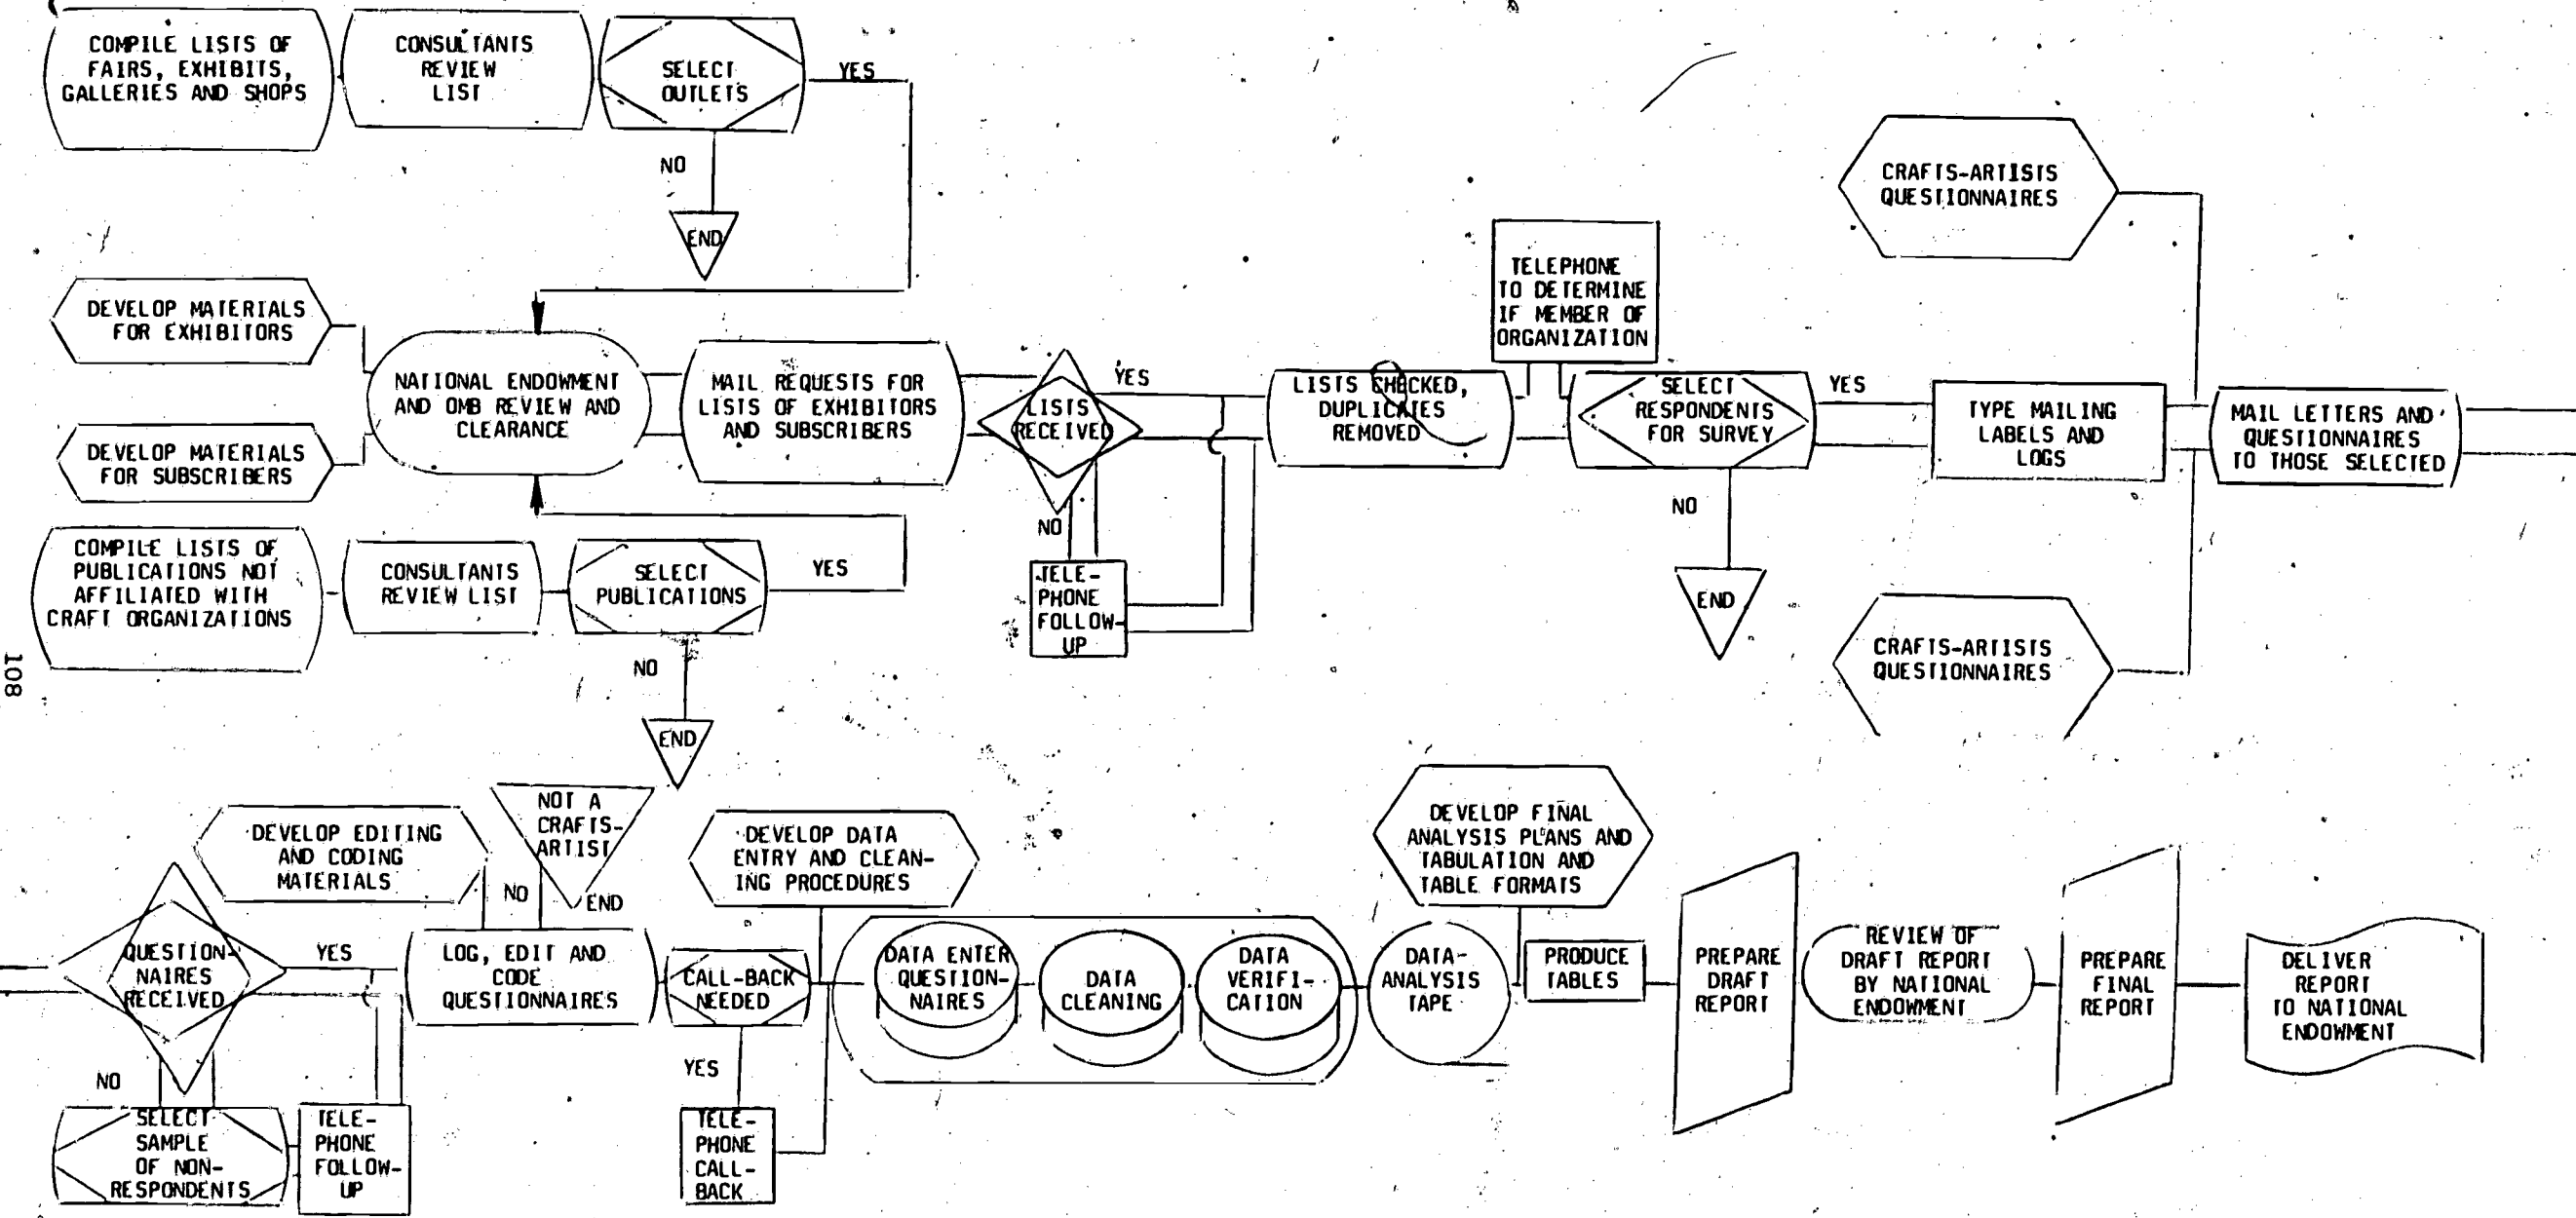 COMPILE LISTS OF
FAIRS, EXHIBITS,
GALLERIES AND SHOPS
CONSULTANTS
REVIEW
LIST
SELECT
OUTLETS
YES
NO
END
DEVELOP MATERIALS
FOR EXHIBITORS
DEVELOP MATERIALS
FOR SUBSCRIBERS
NATIONAL ENDOWMENT
AND OMB REVIEW AND
CLEARANCE
MAIL REQUESTS FOR
LISTS OF EXHIBITORS
AND SUBSCRIBERS
LISTS
RECEIVED
YES
NO
TELE-
PHONE
FOLLOW-
UP
LISTS CHECKED,
DUPLICATES
REMOVED
TELEPHONE
TO DETERMINE
IF MEMBER OF
ORGANIZATION
SELECT
RESPONDENTS
FOR SURVEY
YES
NO
END
TYPE MAILING
LABELS AND
LOGS
CRAFTS-ARTISTS
QUESTIONNAIRES
CRAFTS-ARTISTS
QUESTIONNAIRES
MAIL LETTERS AND
QUESTIONNAIRES
TO THOSE SELECTED
COMPILE LISTS OF
PUBLICATIONS NOT
AFFILIATED WITH
CRAFT ORGANIZATIONS
CONSULTANTS
REVIEW LIST
SELECT
PUBLICATIONS
YES
NO
END
108
QUESTION-
NAIRES
RECEIVED
YES
NO
SELECT
SAMPLE
OF NON-
RESPONDENTS
TELE-
PHONE
FOLLOW-
UP
DEVELOP EDITING
AND CODING
MATERIALS
NOT A
CRAFTS-
ARTIST
NO
END
LOG, EDIT AND
CODE
QUESTIONNAIRES
CALL-BACK
NEEDED
YES
TELE-
PHONE
CALL-
BACK
DEVELOP DATA
ENTRY AND CLEAN-
ING PROCEDURES
DATA ENTER
QUESTION-
NAIRES
DATA
CLEANING
DATA
VERIFI-
CATION
DATA-
ANALYSIS
TAPE
DEVELOP FINAL
ANALYSIS PLANS AND
TABULATION AND
TABLE FORMATS
PRODUCE
TABLES
PREPARE
DRAFT
REPORT
REVIEW OF
DRAFT REPORT
BY NATIONAL
ENDOWMENT
PREPARE
FINAL
REPORT
DELIVER
REPORT
TO NATIONAL
ENDOWMENT